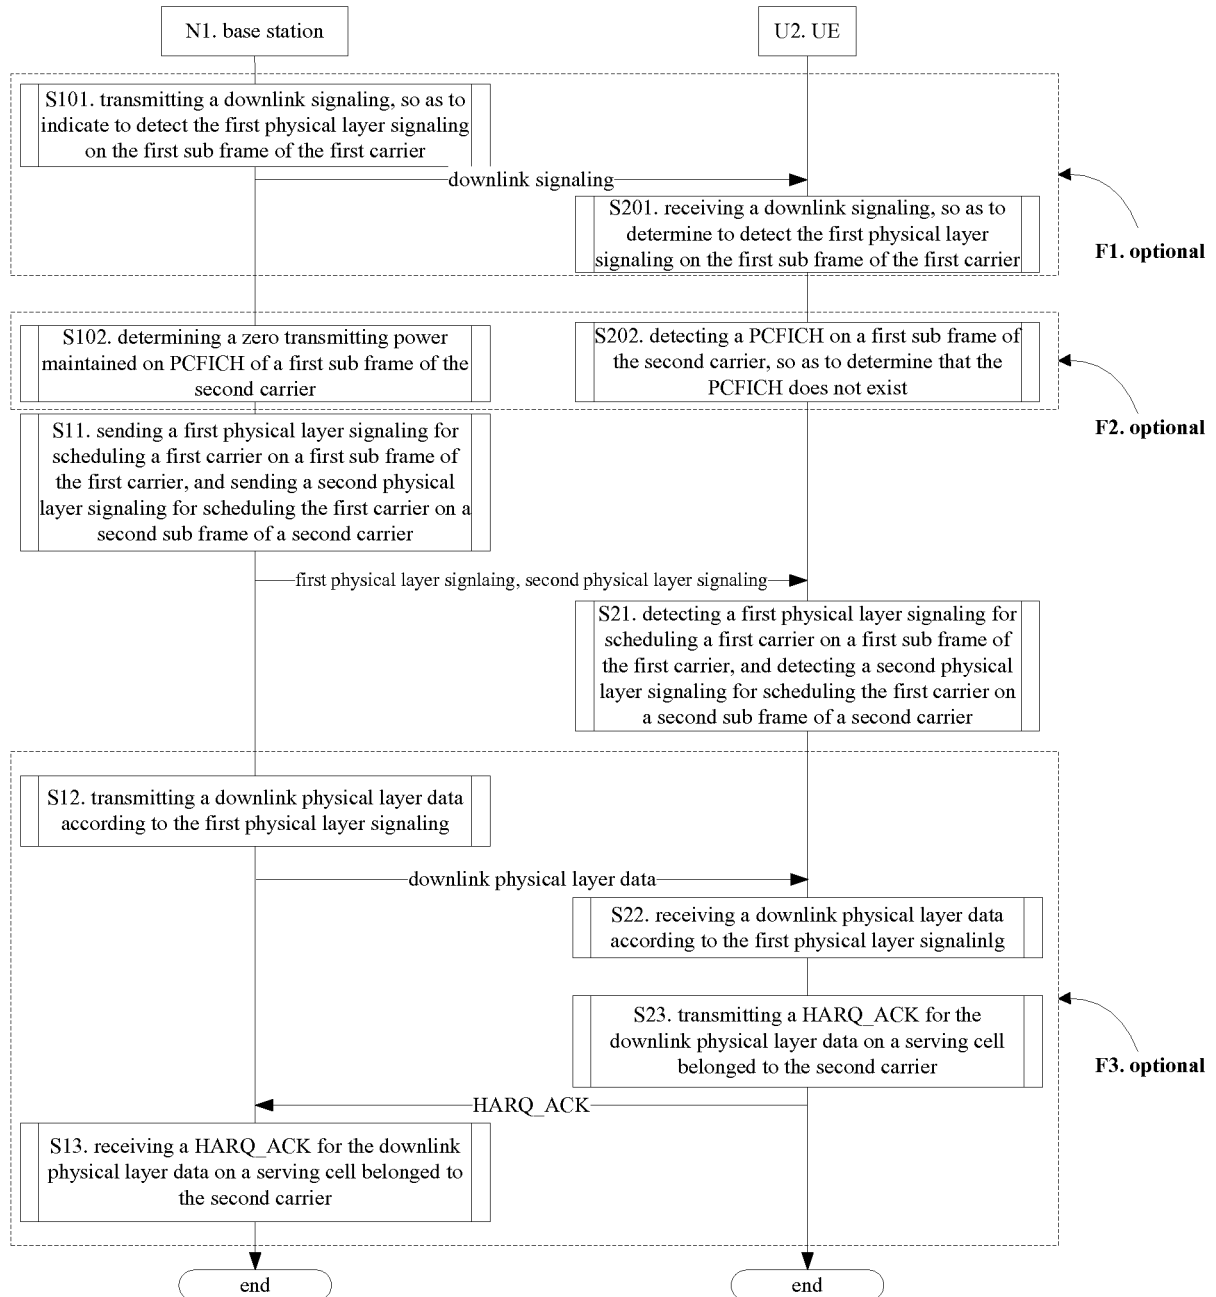 N1. base station
U2. UE
S101. transmitting a downlink signaling, so as to
indicate to detect the first physical layer signaling
on the first sub frame of the first carrier
downlink signaling
S201. receiving a downlink signaling, so as to
determine to detect the first physical layer
signaling on the first sub frame of the first carrier
F1. optional
S102. determining a zero transmitting power
maintained on PCFICH of a first sub frame of the
second carrier
S202. detecting a PCFICH on a first sub frame of
the second carrier, so as to determine that the
PCFICH does not exist
F2. optional
S11. sending a first physical layer signaling for
scheduling a first carrier on a first sub frame of
the first carrier, and sending a second physical
layer signaling for scheduling the first carrier on a
second sub frame of a second carrier
first physical layer signlaing, second physical layer signaling
S21. detecting a first physical layer signaling for
scheduling a first carrier on a first sub frame of
the first carrier, and detecting a second physical
layer signaling for scheduling the first carrier on
a second sub frame of a second carrier
S12. transmitting a downlink physical layer data
according to the first physical layer signaling
downlink physical layer data
S22. receiving a downlink physical layer data
according to the first physical layer signalinlg
S23. transmitting a HARQ_ACK for the
downlink physical layer data on a serving cell
belonged to the second carrier
F3. optional
HARQ_ACK
S13. receiving a HARQ_ACK for the downlink
physical layer data on a serving cell belonged to
the second carrier
end
end